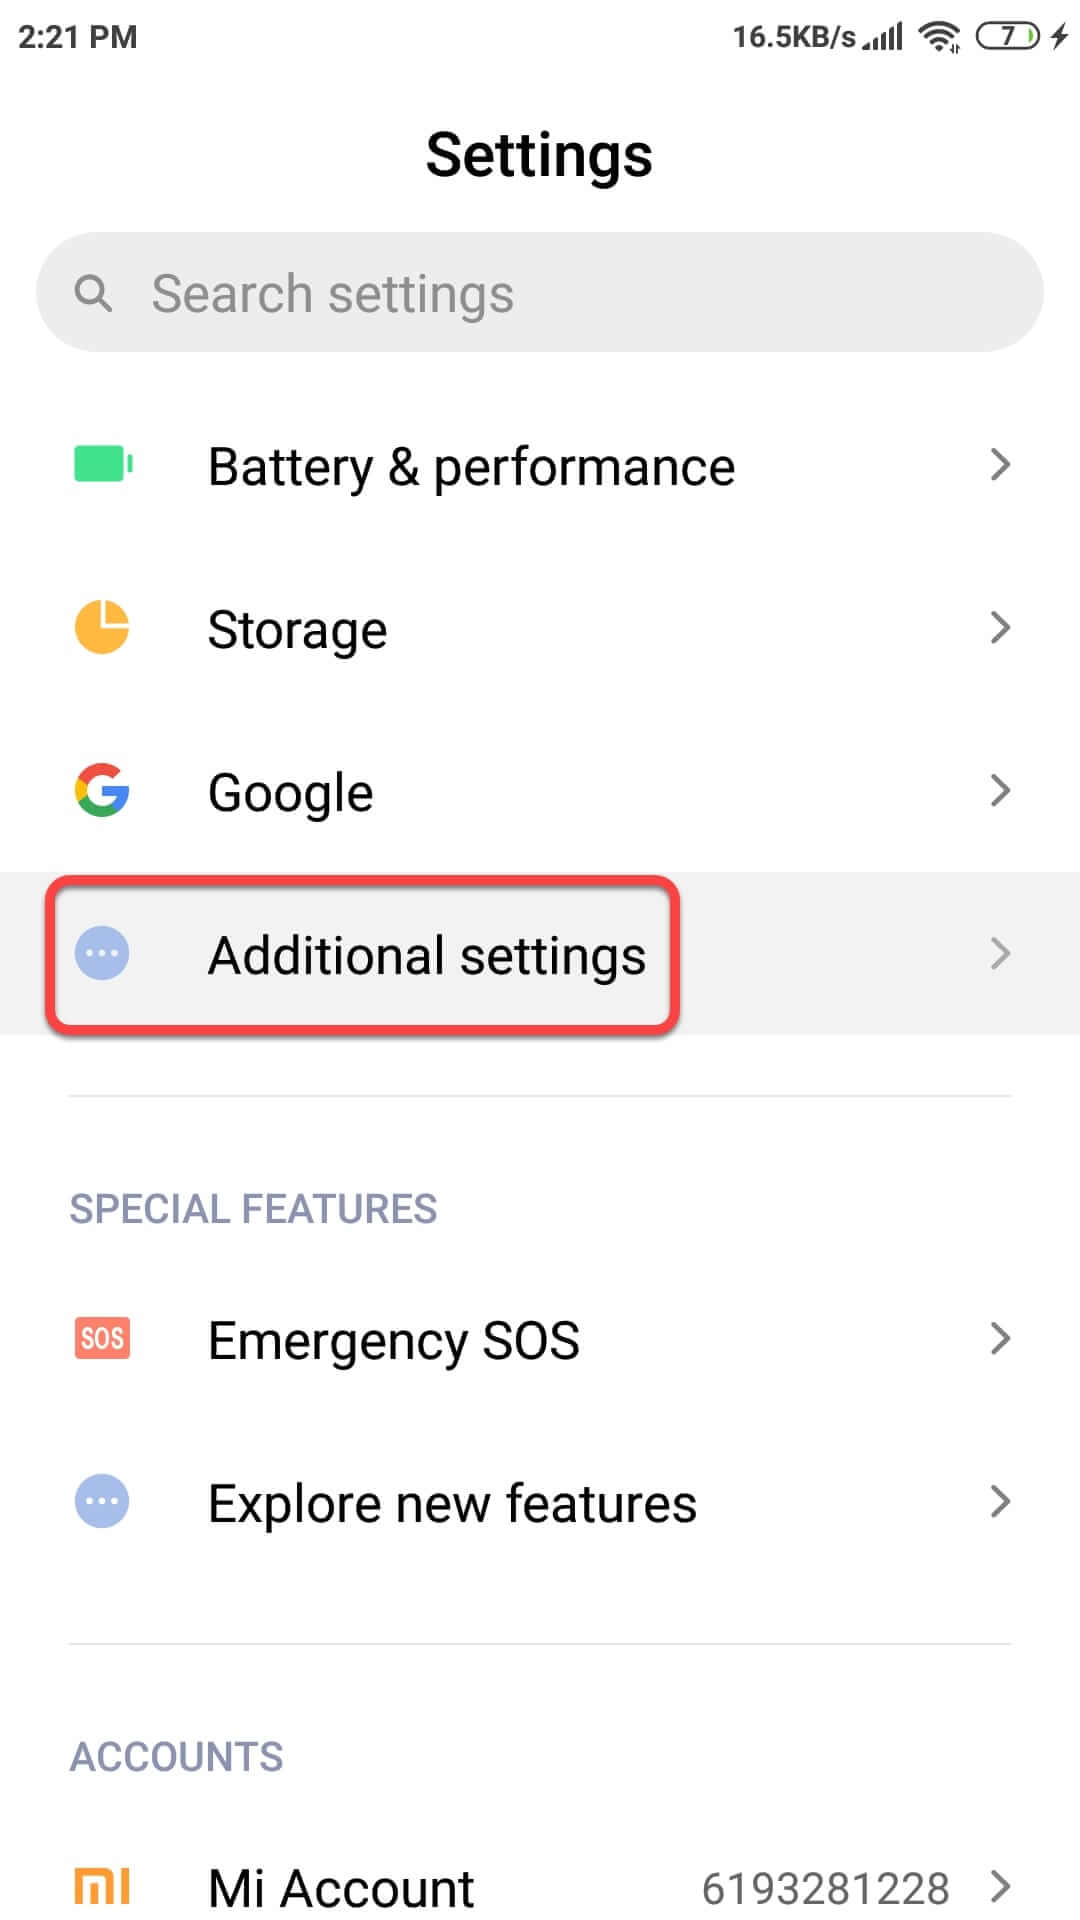 2:21 PM 16.5KB/s 7
Settings
Search settings
Battery & performance
Storage
Google
Additional settings
SPECIAL FEATURES
SOS Emergency SOS
Explore new features
ACCOUNTS
MI Mi Account 6193281228